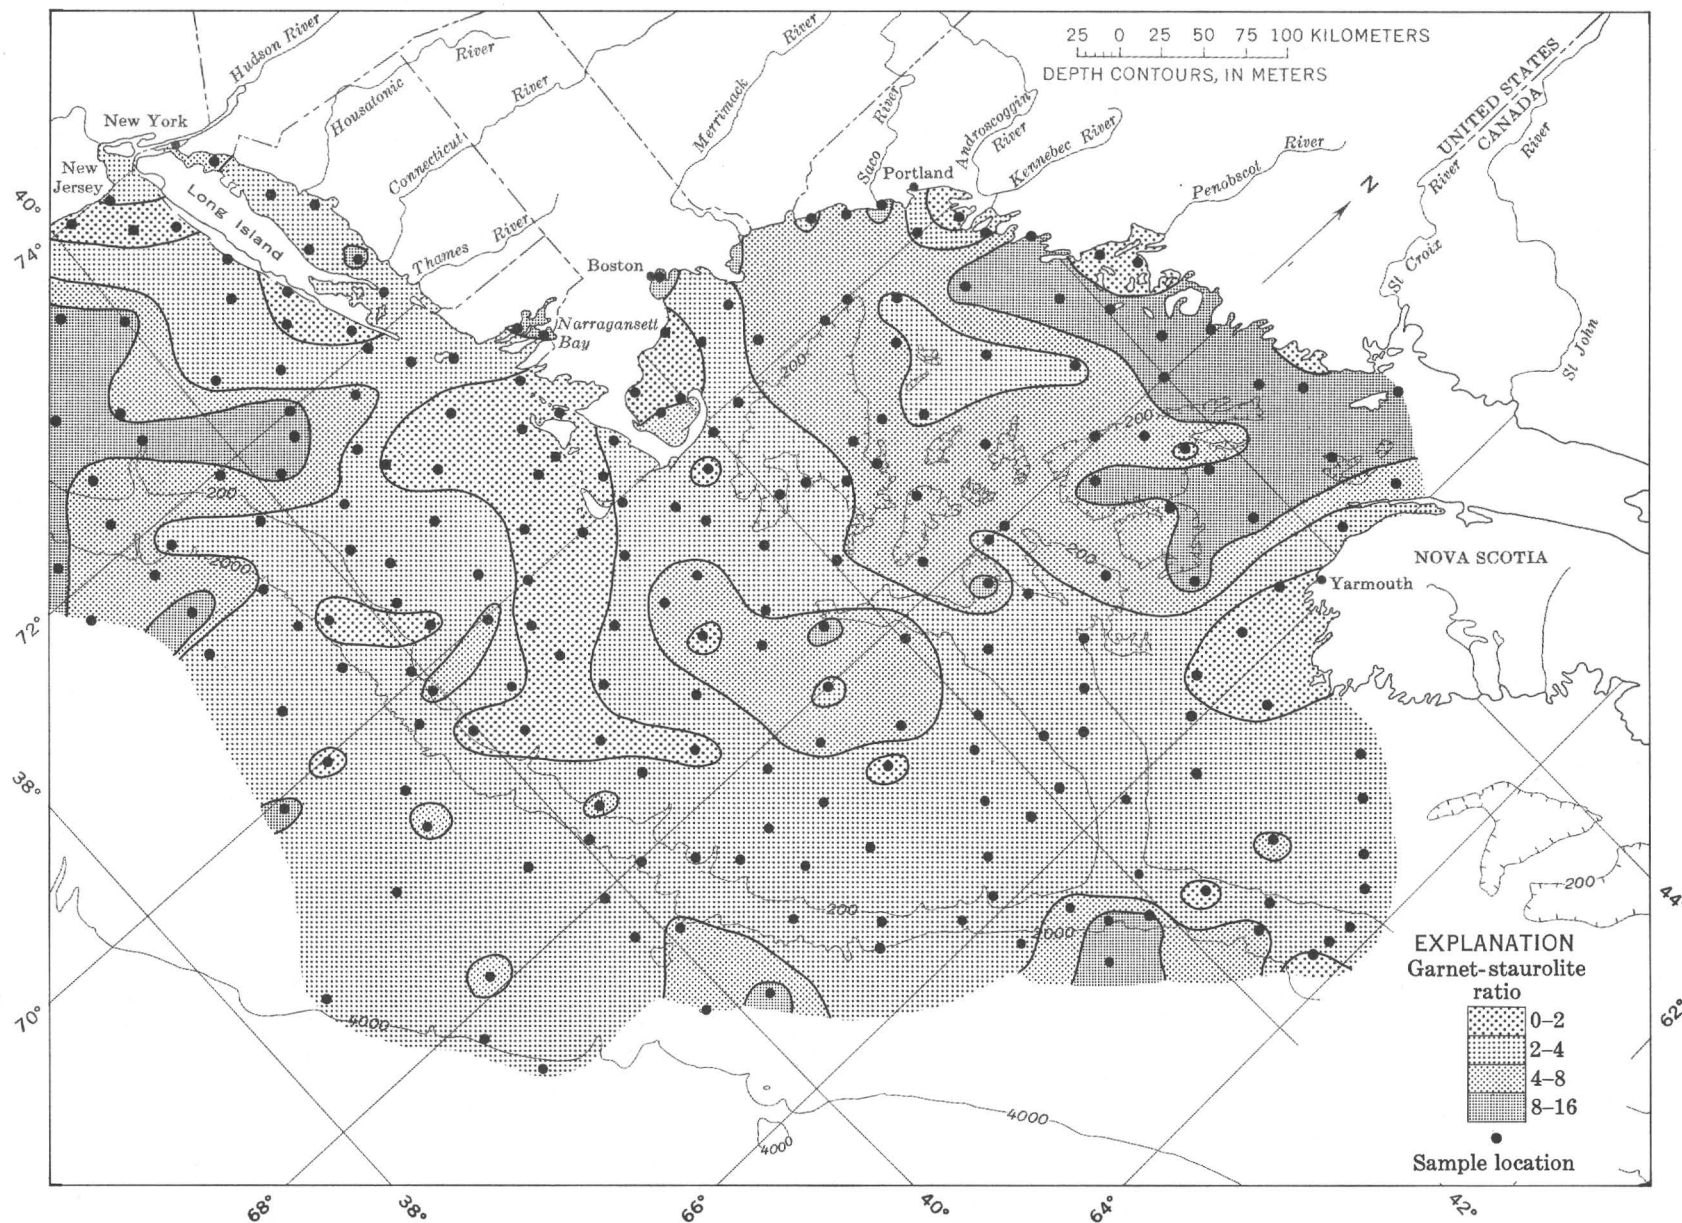 25 0 25 50 75 100 KILOMETERS
DEPTH CONTOURS, IN METERS
Hudson River
Housatonic River
Connecticut River
Thames River
Merrimack River
Saco River
Androscoggin River
Kennebec River
Penobscot River
St Croix River
St John River
UNITED STATES
CANADA
N
New York
New Jersey
Long Island
Boston
Portland
Narragansett Bay
NOVA SCOTIA
Yarmouth
40°
74°
72°
38°
70°
200
200
200
200
2000
200
2000
4000
4000
4000
200
44°
62°
EXPLANATION
Garnet-staurolite
ratio
0–2
2–4
4–8
8–16
Sample location
68°
38°
66°
40°
64°
42°